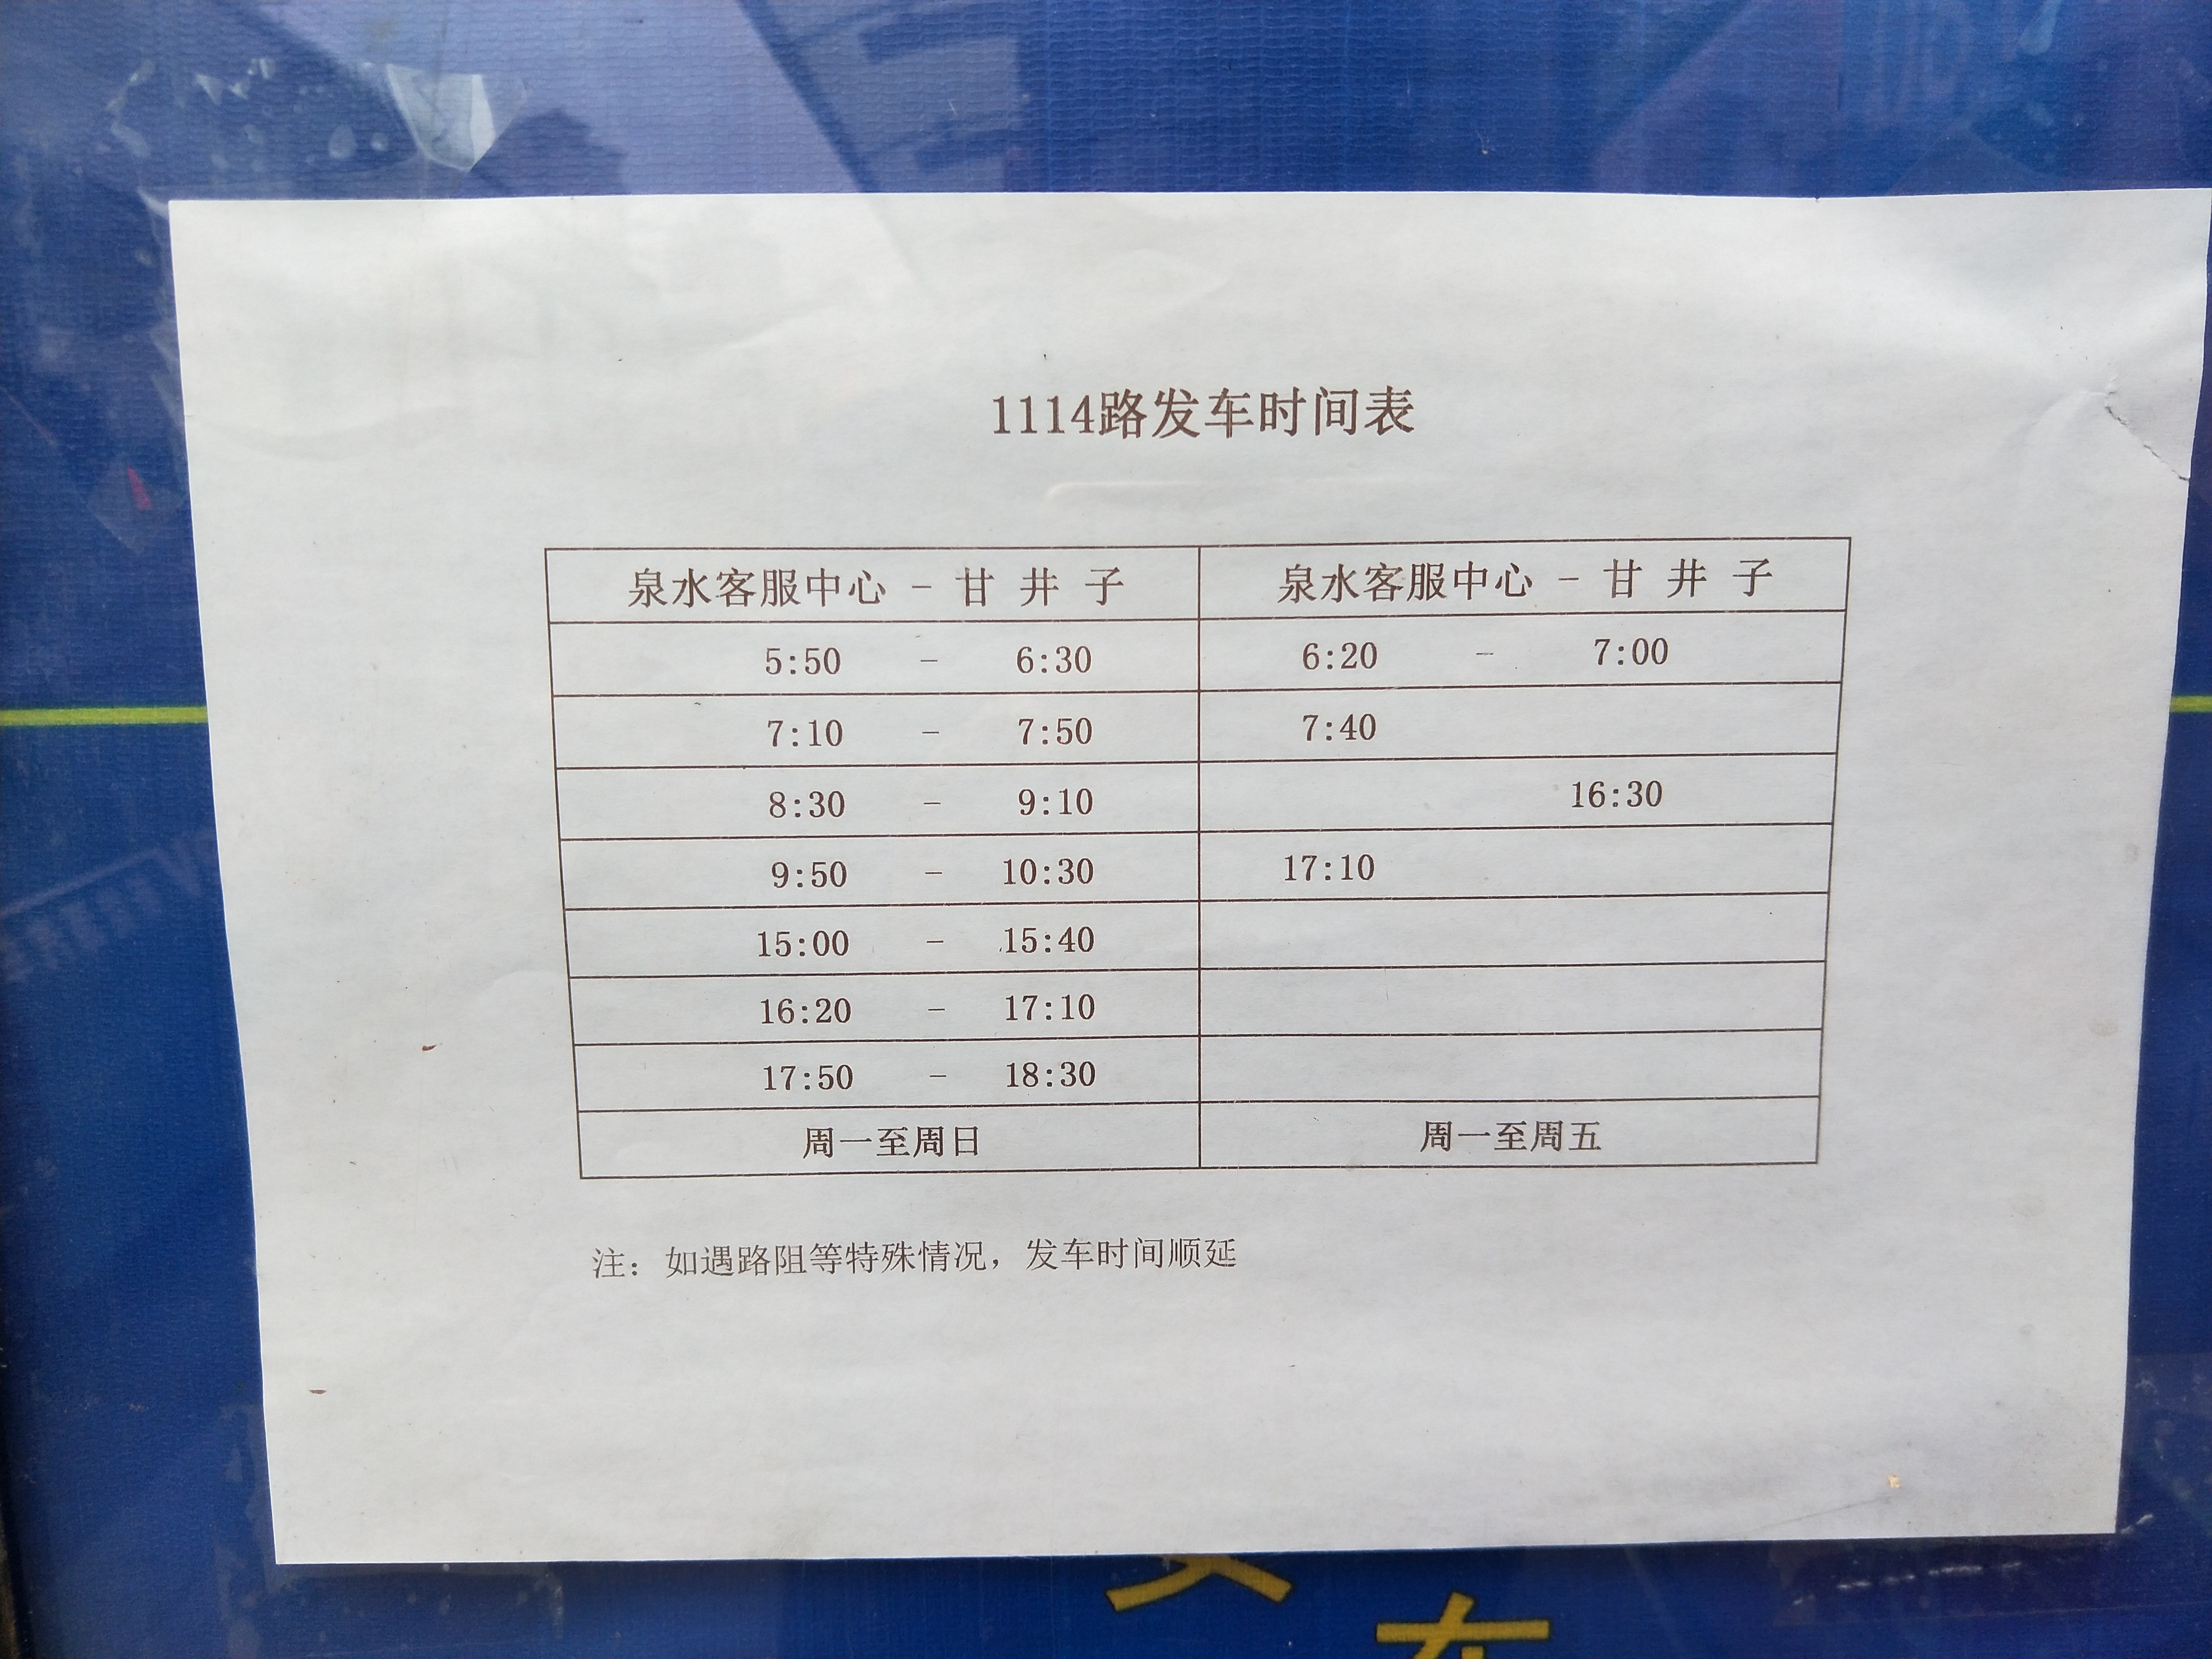 1114路发车时间表
泉水客服中心 - 甘 井 子 泉水客服中心 - 甘 井 子
5:50 - 6:30 6:20 - 7:00
7:10 - 7:50 7:40
8:30 - 9:10 16:30
9:50 - 10:30 17:10
15:00 - 15:40
16:20 - 17:10
17:50 - 18:30
周一至周日 周一至周五
注：如遇路阻等特殊情况，发车时间顺延